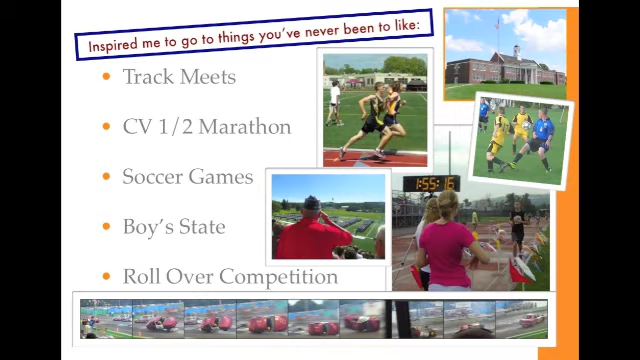 Inspired me to go to things you've never been to like:
Track Meets
CV 1/2 Marathon
Soccer Games
Boy's State
Roll Over Competition
1:55:16